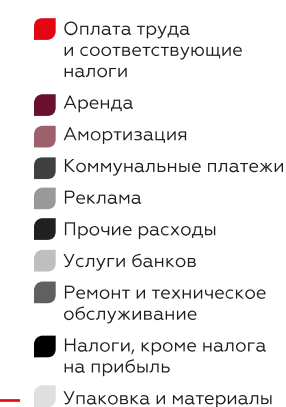 Оплата труда
и соответствующие
налоги
Аренда
Амортизация
Коммунальные платежи
Реклама
Прочие расходы
Услуги банков
Ремонт и техническое
обслуживание
Налоги, кроме налога
на прибыль
Упаковка и материалы